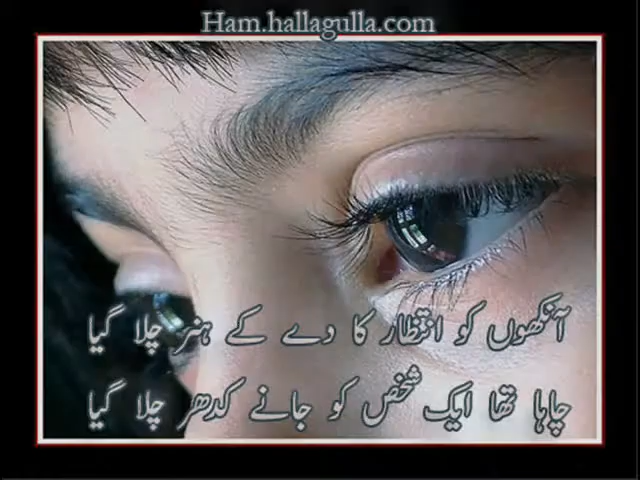 Ham.hallagulla.com
آنکھوں کو انتظار کا دے کے ہنر چلا گیا
چاہا تھا ایک شخص کو جانے کدھر چلا گیا